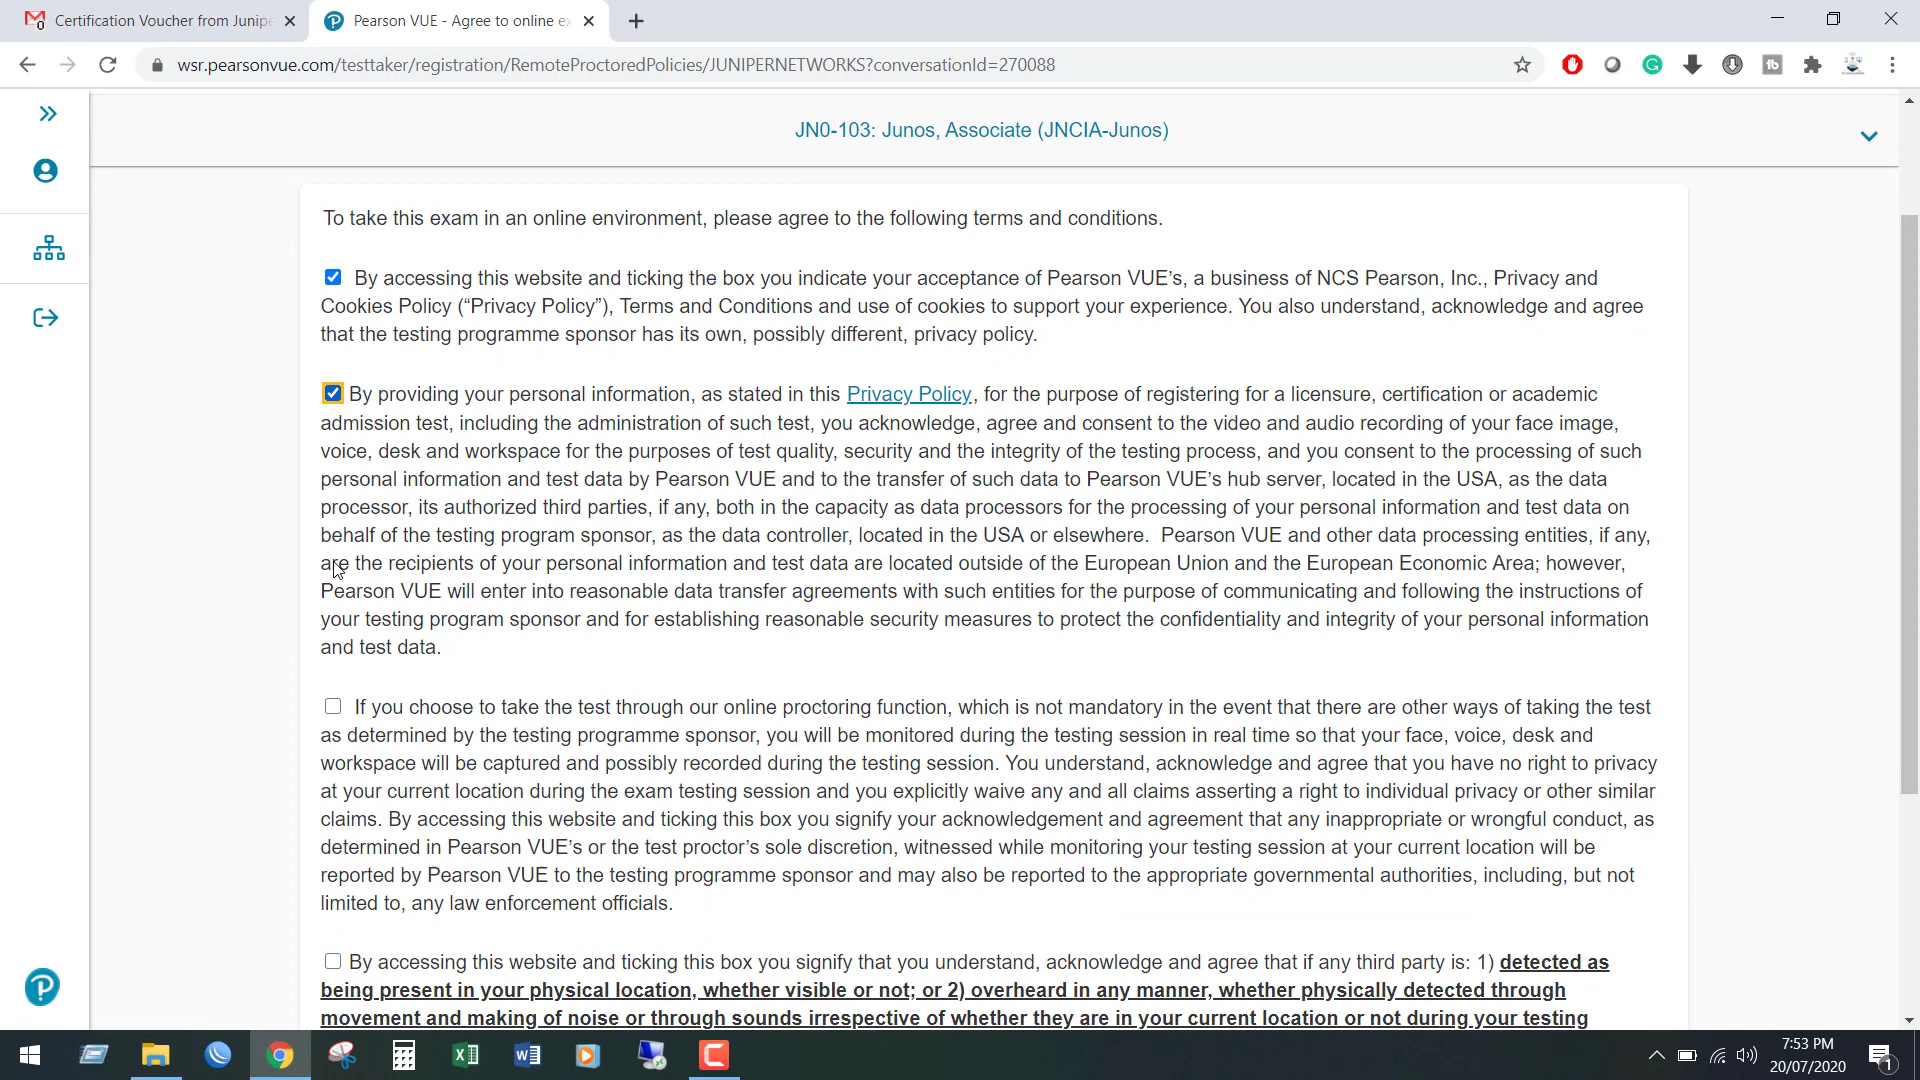 Certification Voucher from Junipe
Pearson VUE - Agree to online ex
wsr.pearsonvue.com/testtaker/registration/RemoteProctoredPolicies/JUNIPERNETWORKS?conversationId=270088
JN0-103: Junos, Associate (JNCIA-Junos)
To take this exam in an online environment, please agree to the following terms and conditions.
By accessing this website and ticking the box you indicate your acceptance of Pearson VUE’s, a business of NCS Pearson, Inc., Privacy and
Cookies Policy (“Privacy Policy”), Terms and Conditions and use of cookies to support your experience. You also understand, acknowledge and agree
that the testing programme sponsor has its own, possibly different, privacy policy.
By providing your personal information, as stated in this Privacy Policy, for the purpose of registering for a licensure, certification or academic
admission test, including the administration of such test, you acknowledge, agree and consent to the video and audio recording of your face image,
voice, desk and workspace for the purposes of test quality, security and the integrity of the testing process, and you consent to the processing of such
personal information and test data by Pearson VUE and to the transfer of such data to Pearson VUE’s hub server, located in the USA, as the data
processor, its authorized third parties, if any, both in the capacity as data processors for the processing of your personal information and test data on
behalf of the testing program sponsor, as the data controller, located in the USA or elsewhere.  Pearson VUE and other data processing entities, if any,
are the recipients of your personal information and test data are located outside of the European Union and the European Economic Area; however,
Pearson VUE will enter into reasonable data transfer agreements with such entities for the purpose of communicating and following the instructions of
your testing program sponsor and for establishing reasonable security measures to protect the confidentiality and integrity of your personal information
and test data.
If you choose to take the test through our online proctoring function, which is not mandatory in the event that there are other ways of taking the test
as determined by the testing programme sponsor, you will be monitored during the testing session in real time so that your face, voice, desk and
workspace will be captured and possibly recorded during the testing session. You understand, acknowledge and agree that you have no right to privacy
at your current location during the exam testing session and you explicitly waive any and all claims asserting a right to individual privacy or other similar
claims. By accessing this website and ticking this box you signify your acknowledgement and agreement that any inappropriate or wrongful conduct, as
determined in Pearson VUE’s or the test proctor’s sole discretion, witnessed while monitoring your testing session at your current location will be
reported by Pearson VUE to the testing programme sponsor and may also be reported to the appropriate governmental authorities, including, but not
limited to, any law enforcement officials.
By accessing this website and ticking this box you signify that you understand, acknowledge and agree that if any third party is: 1) detected as
being present in your physical location, whether visible or not; or 2) overheard in any manner, whether physically detected through
movement and making of noise or through sounds irrespective of whether they are in your current location or not during your testing
7:53 PM
20/07/2020
1